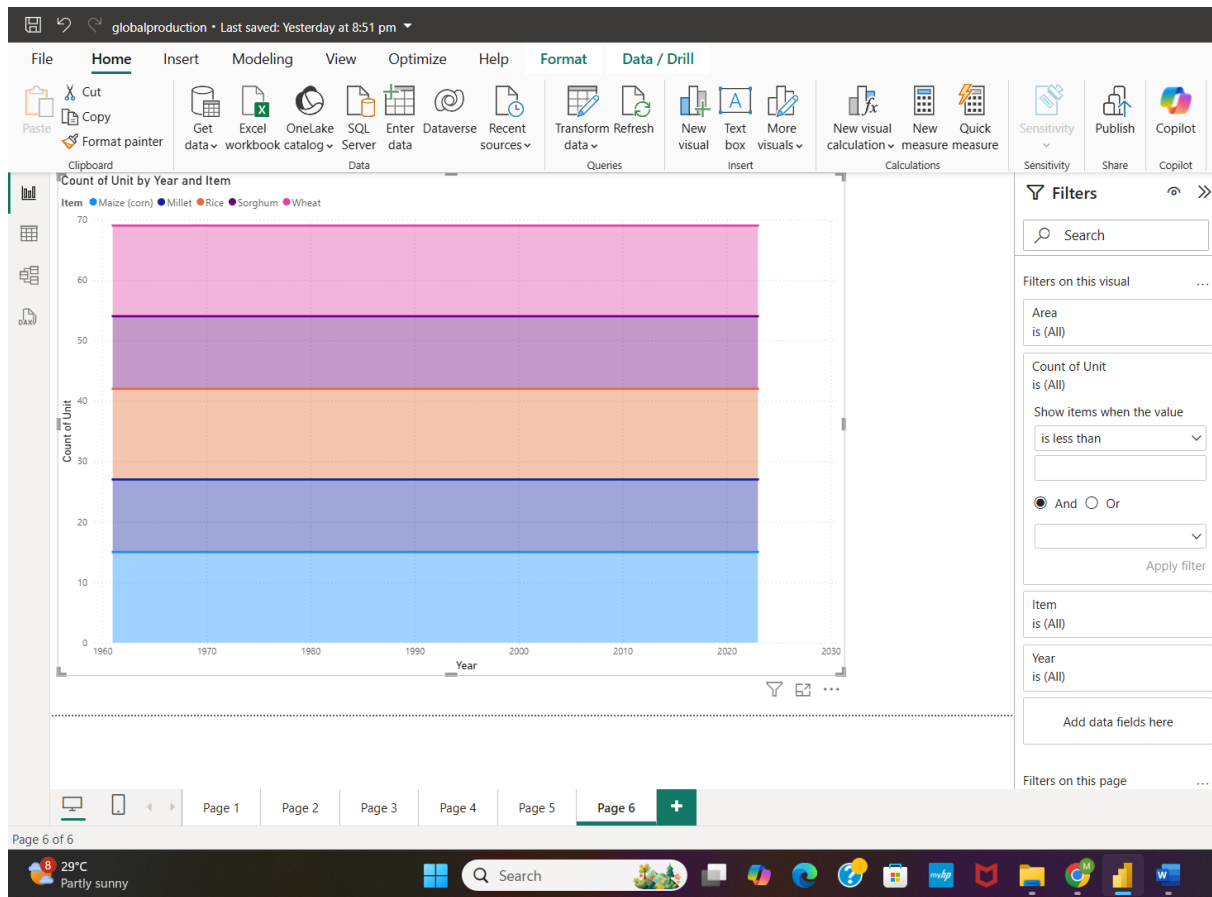 globalproduction • Last saved: Yesterday at 8:51 pm
File Home Insert Modeling View Optimize Help Format Data / Drill
Paste
Cut
Copy
Format painter
Clipboard
Get data
Excel workbook
OneLake catalog
SQL Server
Enter data
Dataverse
Recent sources
Data
Transform data
Refresh
Queries
New visual
Text box
More visuals
Insert
New visual calculation
New measure
Quick measure
Calculations
Sensitivity
Sensitivity
Publish
Share
Copilot
Copilot
DAX
Count of Unit by Year and Item
Item Maize (corn) Millet Rice Sorghum Wheat
70
60
50
40
30
20
10
0
Count of Unit
1960 1970 1980 1990 2000 2010 2020 2030
Year
Filters
Search
Filters on this visual ...
Area
is (All)
Count of Unit
is (All)
Show items when the value
is less than
And Or
Apply filter
Item
is (All)
Year
is (All)
Add data fields here
Filters on this page ...
Page 1 Page 2 Page 3 Page 4 Page 5 Page 6 +
Page 6 of 6
8
29°C
Partly sunny
Search
myhp
M
W